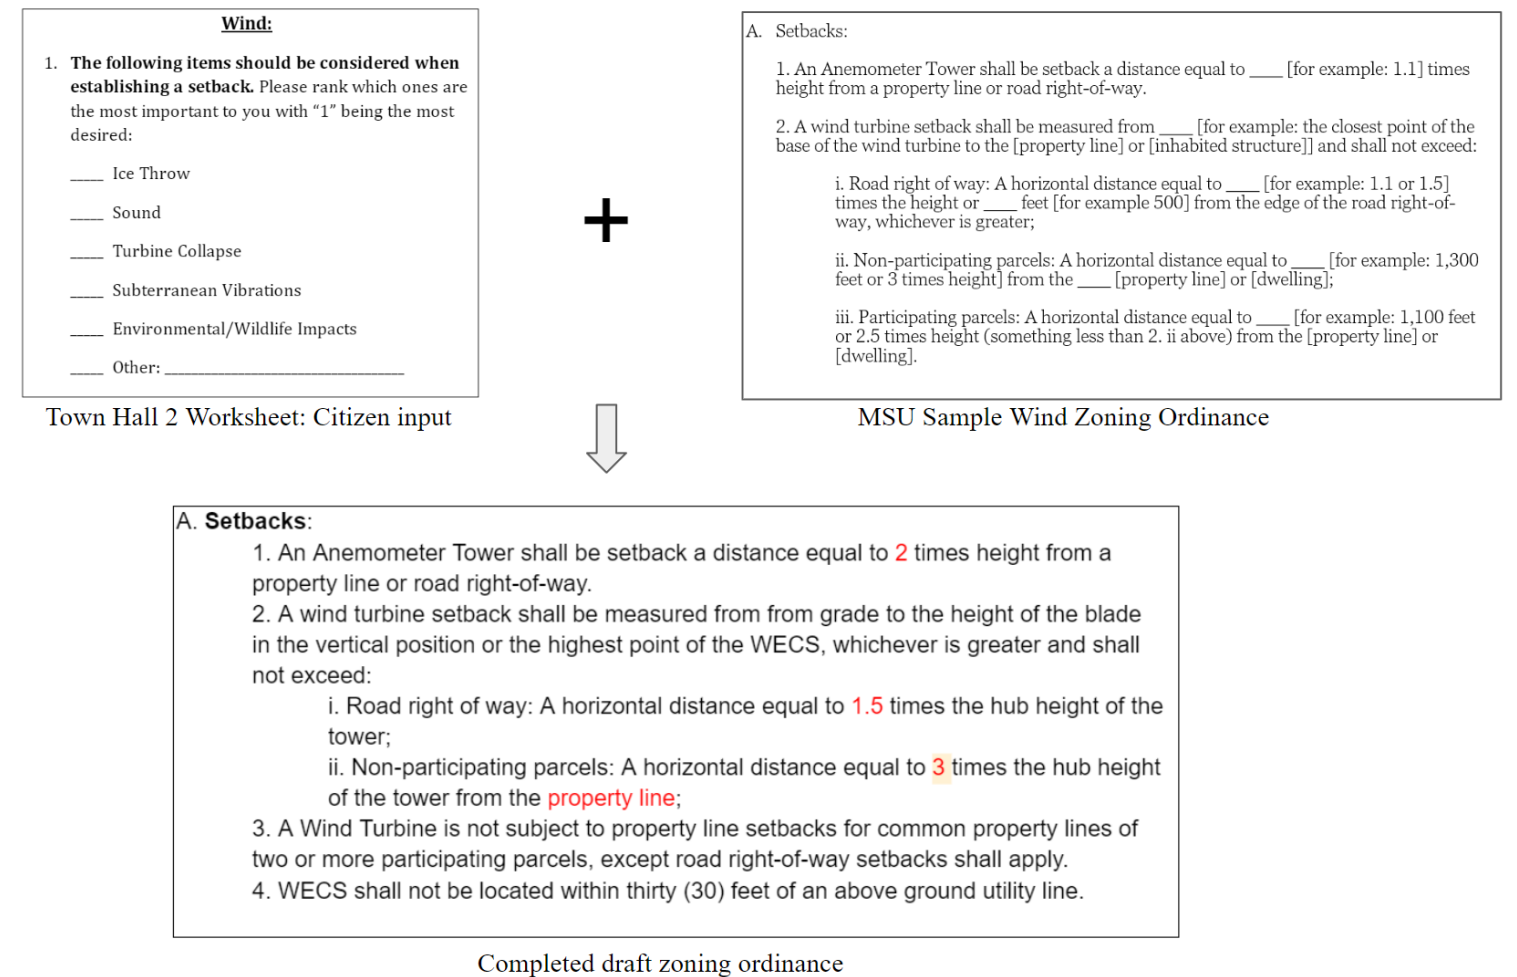 Wind:
1. The following items should be considered when
establishing a setback. Please rank which ones are
the most important to you with “1” being the most
desired:
_____ Ice Throw
_____ Sound
_____ Turbine Collapse
_____ Subterranean Vibrations
_____ Environmental/Wildlife Impacts
_____ Other: ____________________________________
Town Hall 2 Worksheet: Citizen input
+
A. Setbacks:
1. An Anemometer Tower shall be setback a distance equal to ____ [for example: 1.1] times
height from a property line or road right-of-way.
2. A wind turbine setback shall be measured from ____ [for example: the closest point of the
base of the wind turbine to the [property line] or [inhabited structure]] and shall not exceed:
i. Road right of way: A horizontal distance equal to ____ [for example: 1.1 or 1.5]
times the height or ____ feet [for example 500] from the edge of the road right-of-
way, whichever is greater;
ii. Non-participating parcels: A horizontal distance equal to ____ [for example: 1,300
feet or 3 times height] from the ____ [property line] or [dwelling];
iii. Participating parcels: A horizontal distance equal to ____ [for example: 1,100 feet
or 2.5 times height (something less than 2. ii above) from the [property line] or
[dwelling].
MSU Sample Wind Zoning Ordinance
A. Setbacks:
1. An Anemometer Tower shall be setback a distance equal to 2 times height from a
property line or road right-of-way.
2. A wind turbine setback shall be measured from from grade to the height of the blade
in the vertical position or the highest point of the WECS, whichever is greater and shall
not exceed:
i. Road right of way: A horizontal distance equal to 1.5 times the hub height of the
tower;
ii. Non-participating parcels: A horizontal distance equal to 3 times the hub height
of the tower from the property line;
3. A Wind Turbine is not subject to property line setbacks for common property lines of
two or more participating parcels, except road right-of-way setbacks shall apply.
4. WECS shall not be located within thirty (30) feet of an above ground utility line.
Completed draft zoning ordinance